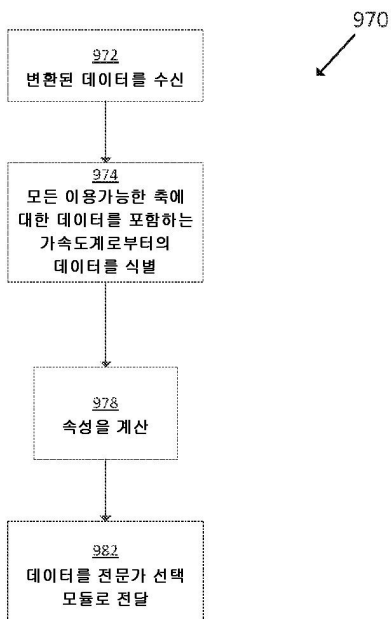 970
972
변환된 데이터를 수신
974
모든 이용가능한 축에
대한 데이터를 포함하는
가속도계로부터의
데이터를 식별
978
속성을 계산
982
데이터를 전문가 선택
모듈로 전달